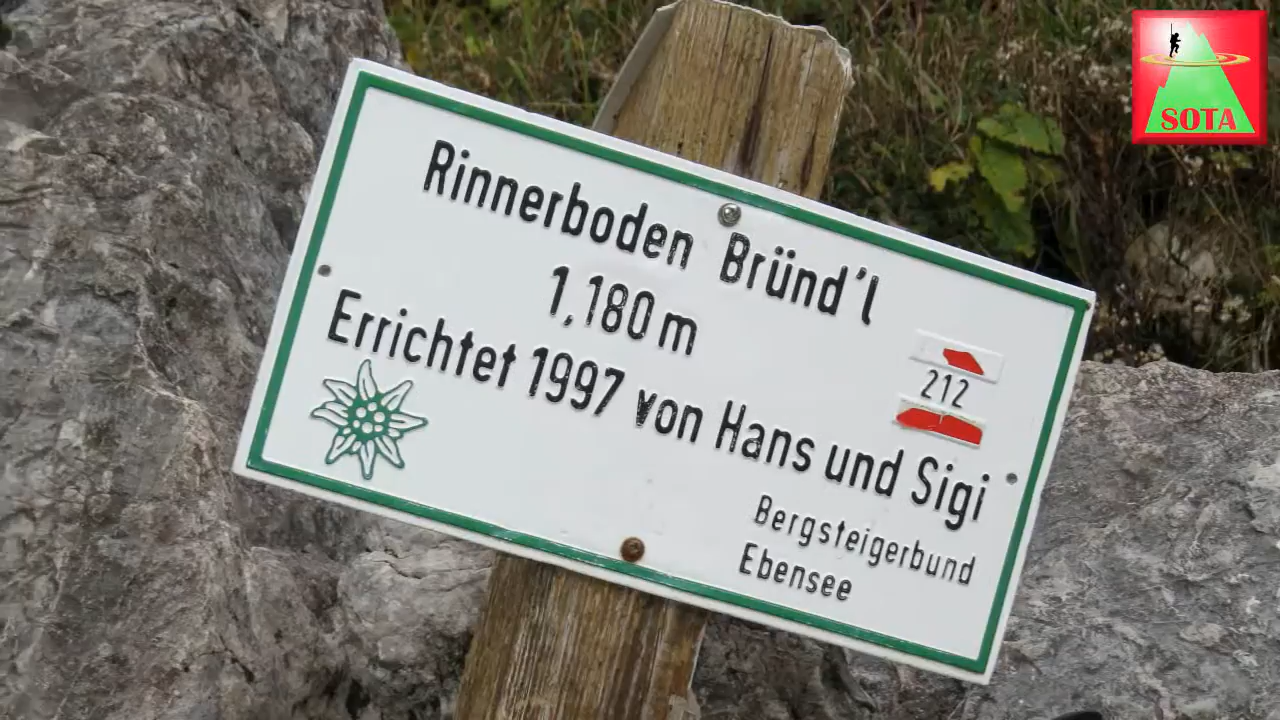 SOTA
Rinnerboden Bründ'l
1,180 m
212
Errichtet 1997 von Hans und Sigi
Bergsteigerbund
Ebensee